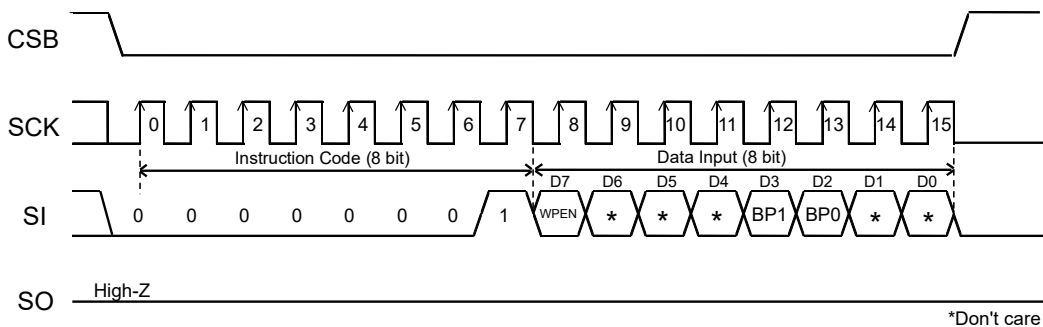 CSB
SCK 0 1 2 3 4 5 6 7 8 9 10 11 12 13 14 15
Instruction Code (8 bit) Data Input (8 bit)
D7 D6 D5 D4 D3 D2 D1 D0
SI 0 0 0 0 0 0 0 1 WPEN * * * BP1 BP0 * *
High-Z
SO
*Don't care